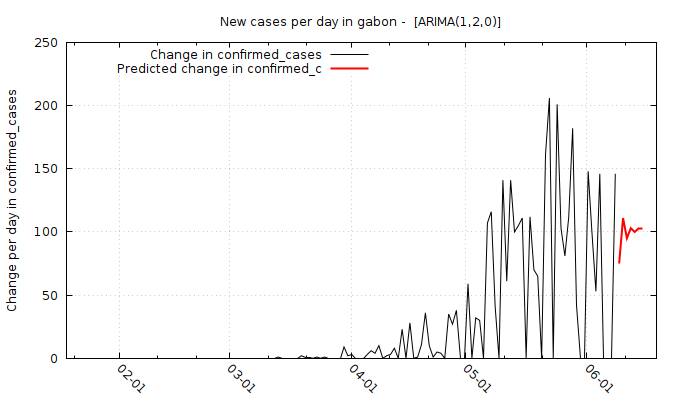 New cases per day in gabon -  [ARIMA(1,2,0)]
Change in confirmed_cases
Predicted change in confirmed_c
Change per day in confirmed_cases
250
200
150
100
50
0
02-01
03-01
04-01
05-01
06-01